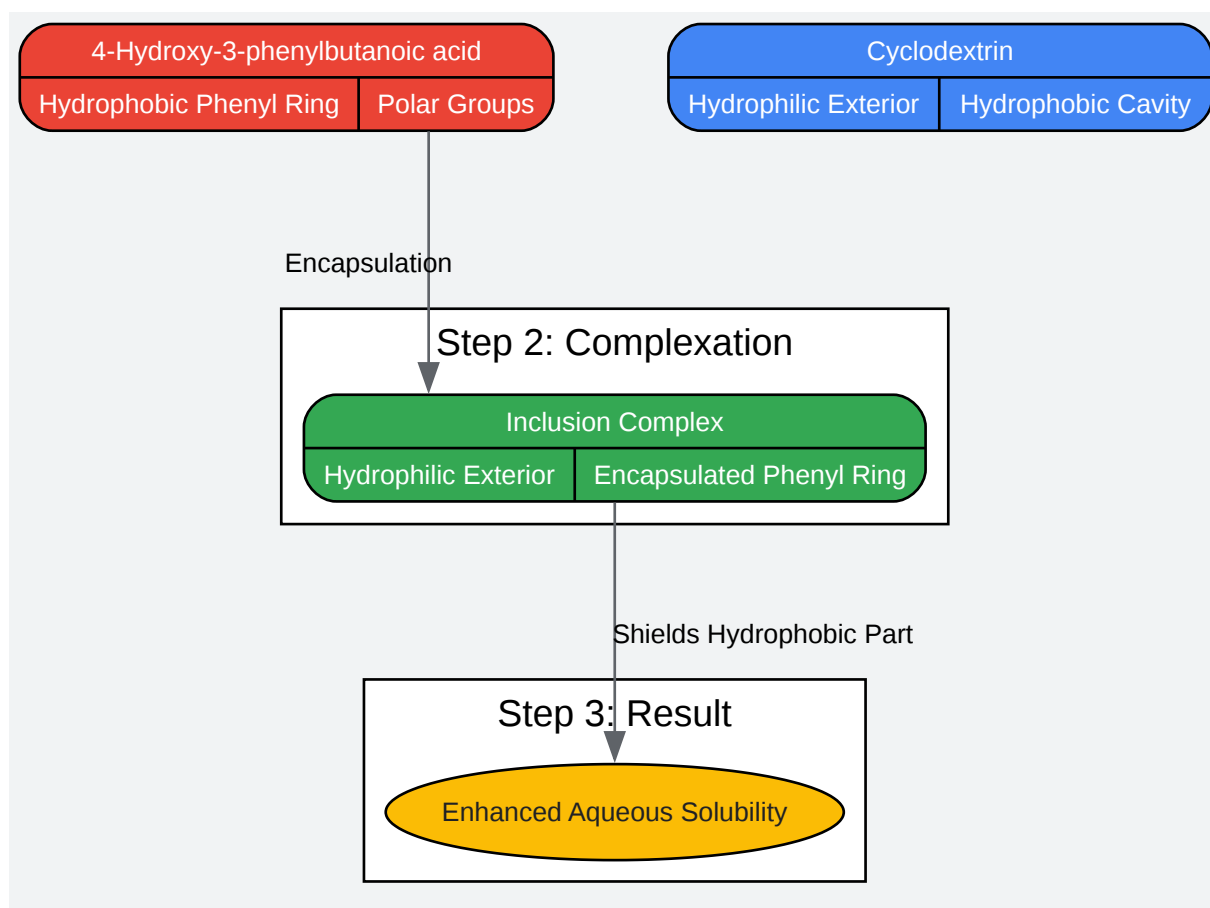 4-Hydroxy-3-phenylbutanoic acid
Hydrophobic Phenyl Ring
Polar Groups
Cyclodextrin
Hydrophilic Exterior
Hydrophobic Cavity
Encapsulation
Step 2: Complexation
Inclusion Complex
Hydrophilic Exterior
Encapsulated Phenyl Ring
Shields Hydrophobic Part
Step 3: Result
Enhanced Aqueous Solubility